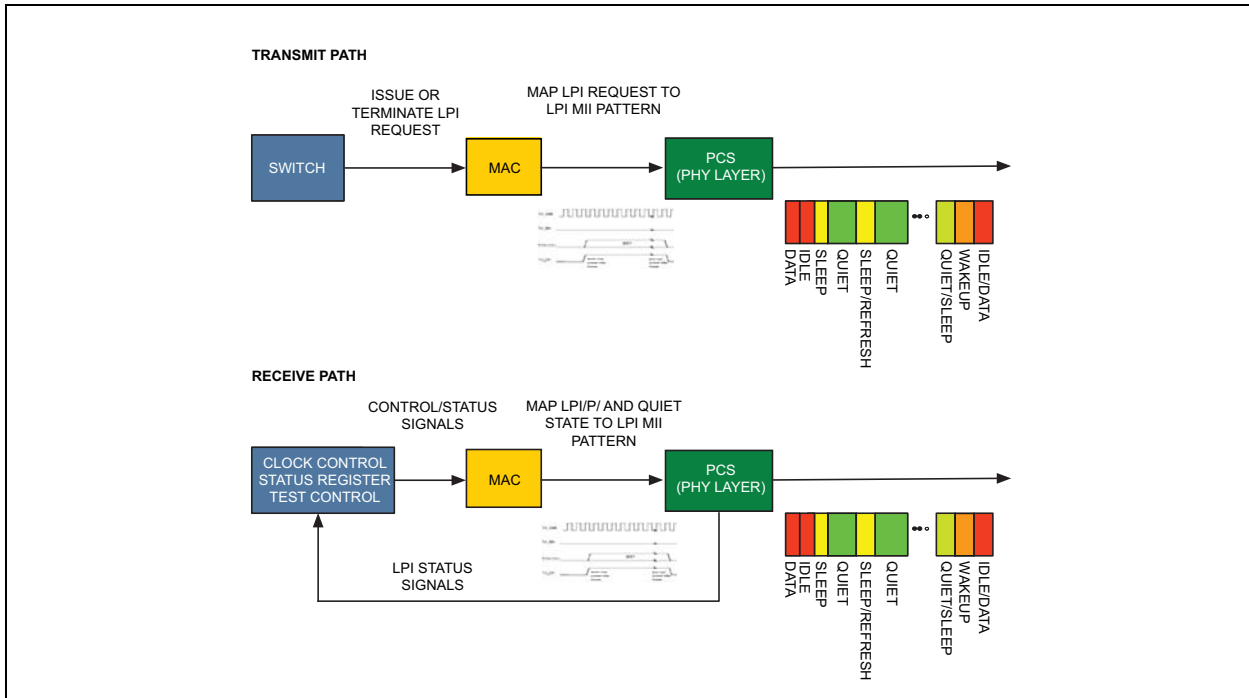 TRANSMIT PATH
ISSUE OR
TERMINATE LPI
REQUEST
MAP LPI REQUEST TO
LPI MII PATTERN
SWITCH
MAC
PCS
(PHY LAYER)
DATA
IDLE
SLEEP
QUIET
SLEEP/REFRESH
QUIET
QUIET/SLEEP
WAKEUP
IDLE/DATA
RECEIVE PATH
CONTROL/STATUS
SIGNALS
MAP LPI/P/ AND QUIET
STATE TO LPI MII
PATTERN
CLOCK CONTROL
STATUS REGISTER
TEST CONTROL
MAC
PCS
(PHY LAYER)
LPI STATUS
SIGNALS
DATA
IDLE
SLEEP
QUIET
SLEEP/REFRESH
QUIET
QUIET/SLEEP
WAKEUP
IDLE/DATA